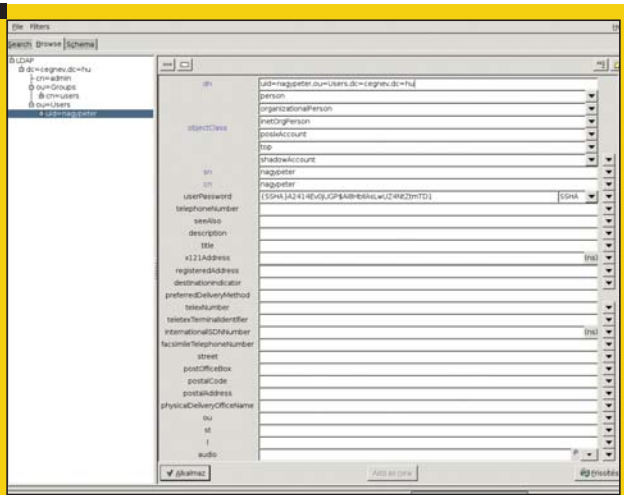 File Filters
Search Browse Schema
LDAP
dc=cegnev,dc=hu
cn=admin
ou=Groups
cn=users
ou=Users
uid=nagypeter
dn uid=nagypeter,ou=Users,dc=cegnev,dc=hu
person
organizationalPerson
objectClass inetOrgPerson
posixAccount
top
shadowAccount
sn nagypeter
cn nagypeter
userPassword SSHA
telephoneNumber
seeAlso
description
title
x121Address (ns)
registeredAddress
destinationIndicator
preferredDeliveryMethod
telexNumber
teletexTerminalIdentifier
internationaliSDNNumber (ns)
facsimileTelephoneNumber
street
postOfficeBox
postalCode
postalAddress
physicalDeliveryOfficeName
ou
st
l
audio P
Alkalmaz Add as new Frissítés